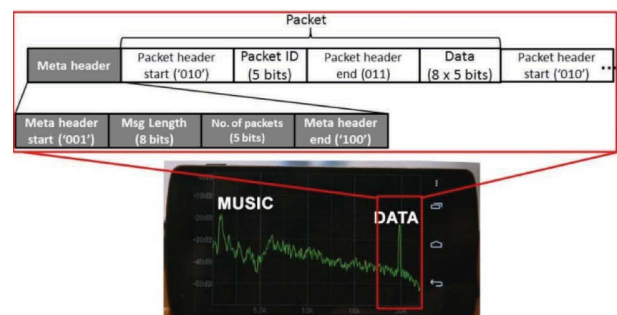 Packet
Meta header
Packet header
start ('010')
Packet ID
(5 bits)
Packet header
end (011)
Data
(8 x 5 bits)
Packet header
start ('010')
...
Meta header
start ('001')
Msg Length
(8 bits)
No. of packets
(5 bits)
Meta header
end ('100')
MUSIC
DATA